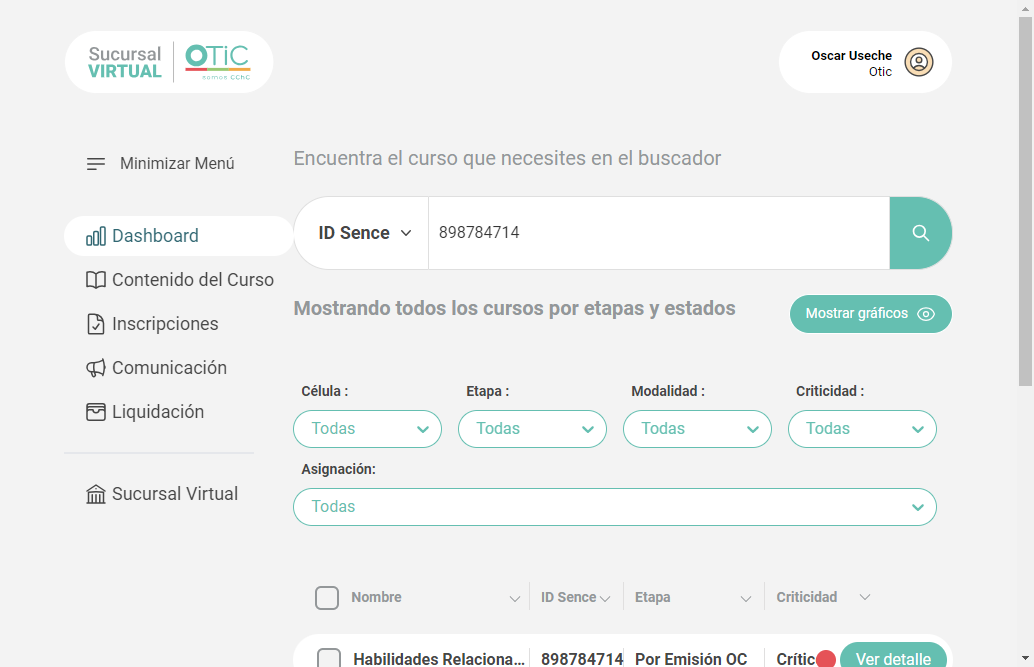 Sucursal
VIRTUAL
OTiC
somos CChC
Oscar Useche
Otic
Minimizar Menú
Dashboard
Contenido del Curso
Inscripciones
Comunicación
Liquidación
Sucursal Virtual
Encuentra el curso que necesites en el buscador
ID Sence
898784714
Mostrando todos los cursos por etapas y estados
Mostrar gráficos
Célula :
Etapa :
Modalidad :
Criticidad :
Todas
Todas
Todas
Todas
Asignación:
Todas
Nombre
ID Sence
Etapa
Criticidad
Habilidades Relaciona...
898784714
Por Emisión OC
Crític
Ver detalle